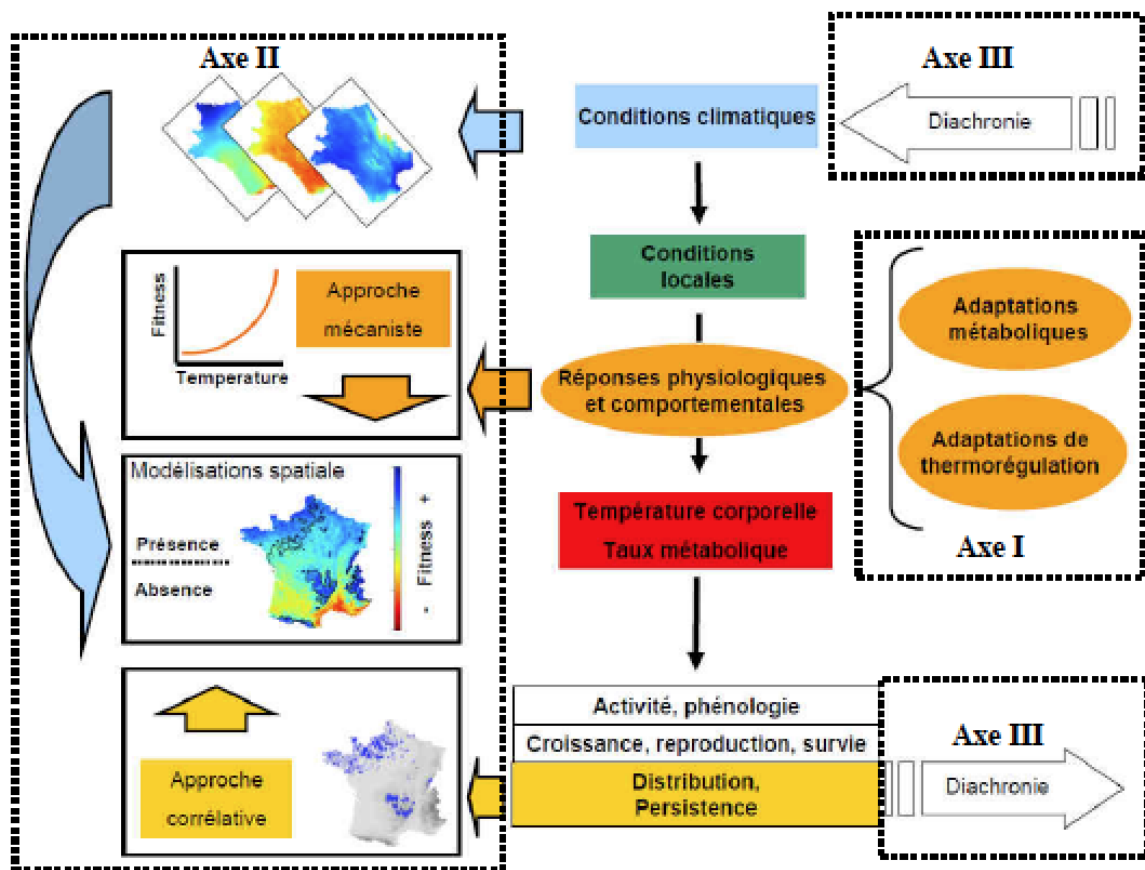 Axe II
Axe III
Conditions climatiques
Diachronie
Conditions
locales
Fitness
Temperature
Approche
mécaniste
Réponses physiologiques
et comportementales
Adaptations
métaboliques
Adaptations de
thermorégulation
Axe I
Modélisations spatiale
Présence
Absence
- Fitness +
Température corporelle
Taux métabolique
Activité, phénologie
Croissance, reproduction, survie
Distribution,
Persistence
Approche
corrélative
Axe III
Diachronie